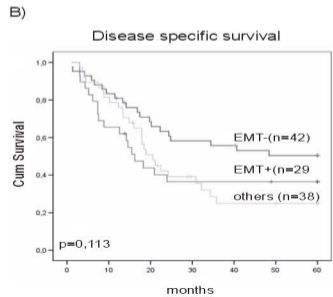 B)
Disease specific survival
1,0
0,8
0,6
0,4
0,2
0,0
Cum Survival
EMT-(n=42)
EMT+(n=29
others (n=38)
p=0,113
0 10 20 30 40 50 60
months